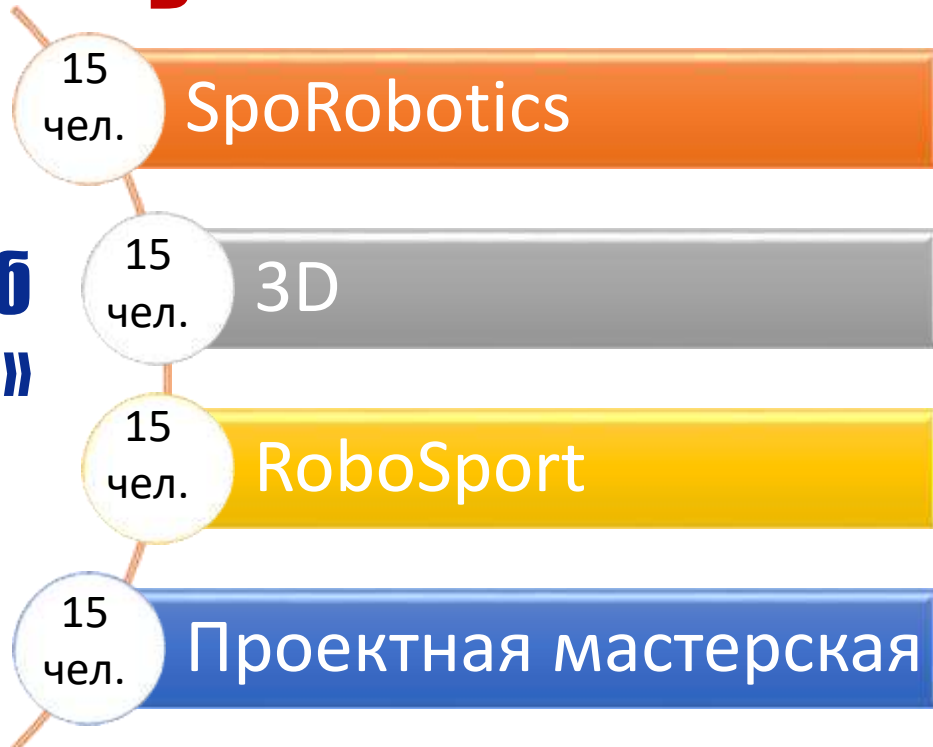 15
чел.
SpoRobotics
б
»
15
чел.
3D
15
чел.
RoboSport
15
чел.
Проектная мастерская